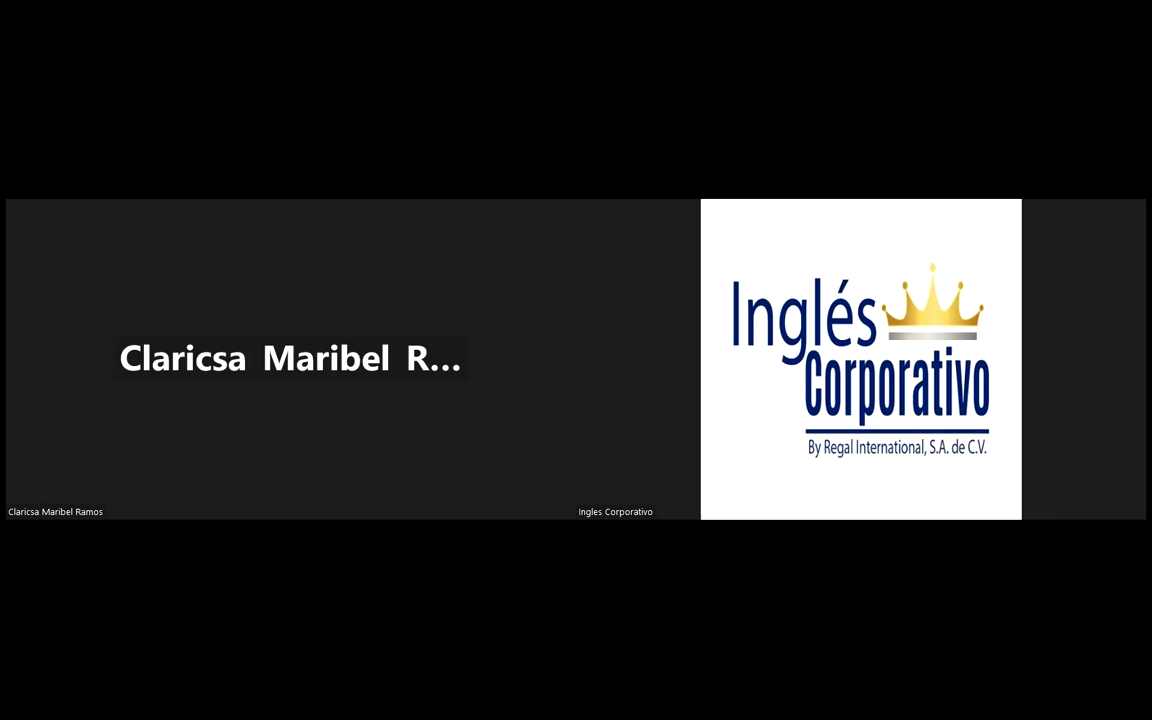 Claricsa Maribel R...
Claricsa Maribel Ramos
Inglés
Corporativo
By Regal International, S.A. de C.V.
Ingles Corporativo